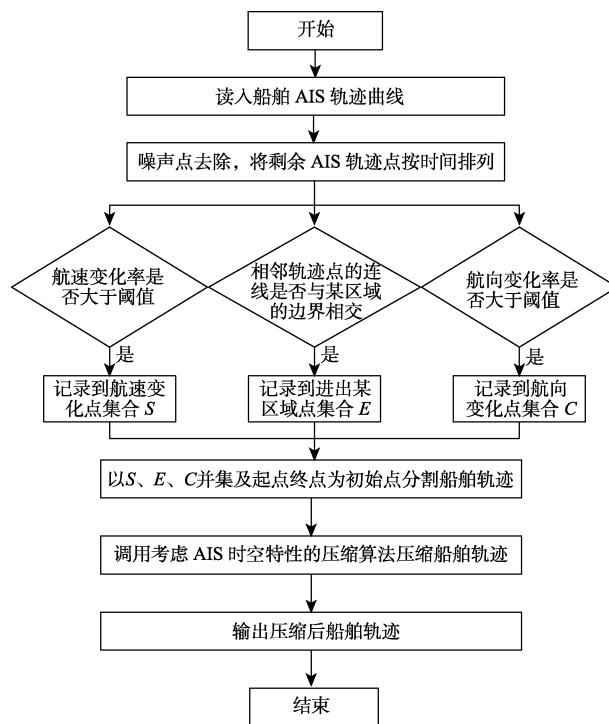 开始
读入船舶 AIS 轨迹曲线
噪声点去除，将剩余 AIS 轨迹点按时间排列
航速变化率是
否大于阈值
相邻轨迹点的连
线是否与某区域
的边界相交
航向变化率是
否大于阈值
是
是
是
记录到航速变
化点集合 S
记录到进出某
区域点集合 E
记录到航向
变化点集合 C
以S、E、C并集及起点终点为初始点分割船舶轨迹
调用考虑 AIS 时空特性的压缩算法压缩船舶轨迹
输出压缩后船舶轨迹
结束